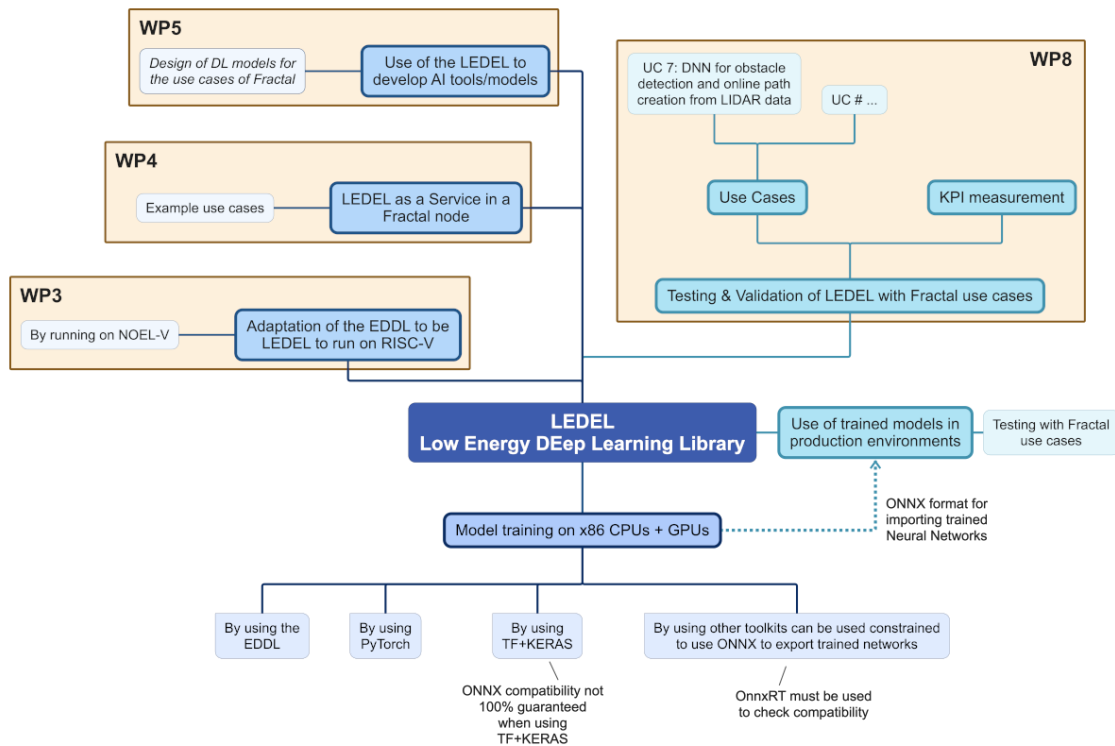 WP5
Design of DL models for
the use cases of Fractal
Use of the LEDEL to
develop AI tools/models
WP8
UC 7: DNN for obstacle
detection and online path
creation from LIDAR data
UC # ...
WP4
Example use cases
LEDEL as a Service in a
Fractal node
Use Cases
KPI measurement
WP3
By running on NOEL-V
Adaptation of the EDDL to be
LEDEL to run on RISC-V
Testing & Validation of LEDEL with Fractal use cases
LEDEL
Low Energy DEep Learning Library
Use of trained models in
production environments
Testing with Fractal
use cases
ONNX format for
importing trained
Neural Networks
Model training on x86 CPUs + GPUs
By using the
EDDL
By using
PyTorch
By using
TF+KERAS
By using other toolkits can be used constrained
to use ONNX to export trained networks
ONNX compatibility not
100% guaranteed
when using
TF+KERAS
OnnxRT must be used
to check compatibility